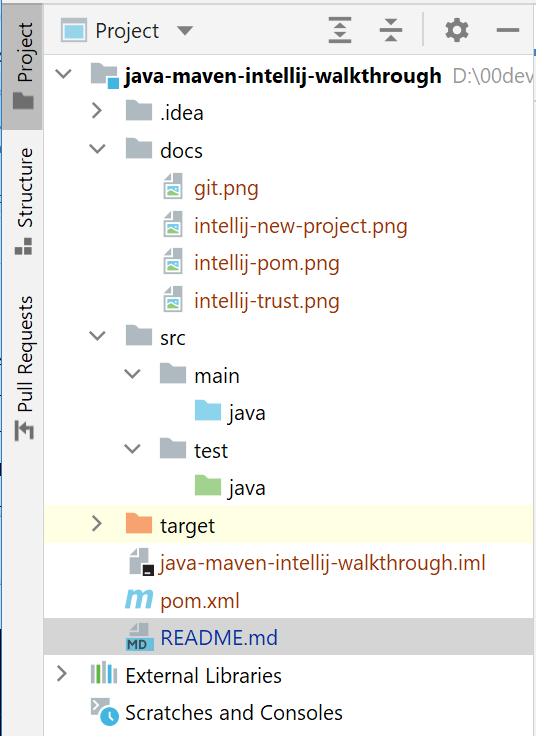 Project
Project
Structure
Pull Requests
java-maven-intellij-walkthrough D:\00dev
.idea
docs
git.png
intellij-new-project.png
intellij-pom.png
intellij-trust.png
src
main
java
test
java
target
java-maven-intellij-walkthrough.iml
m pom.xml
MD README.md
External Libraries
Scratches and Consoles